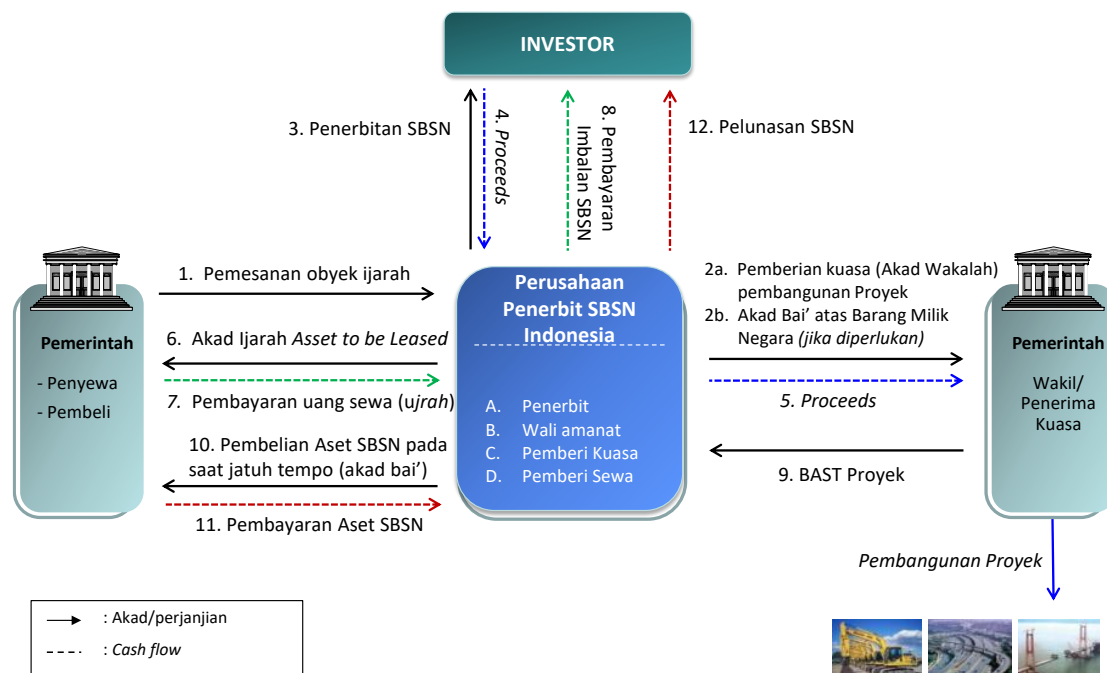 INVESTOR
3. Penerbitan SBSN
4. Proceeds
8. Pembayaran
Imbalan SBSN
12. Pelunasan SBSN
Pemerintah
- Penyewa
- Pembeli
1. Pemesanan obyek ijarah
6. Akad Ijarah Asset to be Leased
7. Pembayaran uang sewa (ujrah)
10. Pembelian Aset SBSN pada
saat jatuh tempo (akad bai’)
11. Pembayaran Aset SBSN
Perusahaan
Penerbit SBSN
Indonesia
A. Penerbit
B. Wali amanat
C. Pemberi Kuasa
D. Pemberi Sewa
2a. Pemberian kuasa (Akad Wakalah)
pembangunan Proyek
2b. Akad Bai’ atas Barang Milik
Negara (jika diperlukan)
5. Proceeds
9. BAST Proyek
Pemerintah
Wakil/
Penerima
Kuasa
Pembangunan Proyek
: Akad/perjanjian
: Cash flow